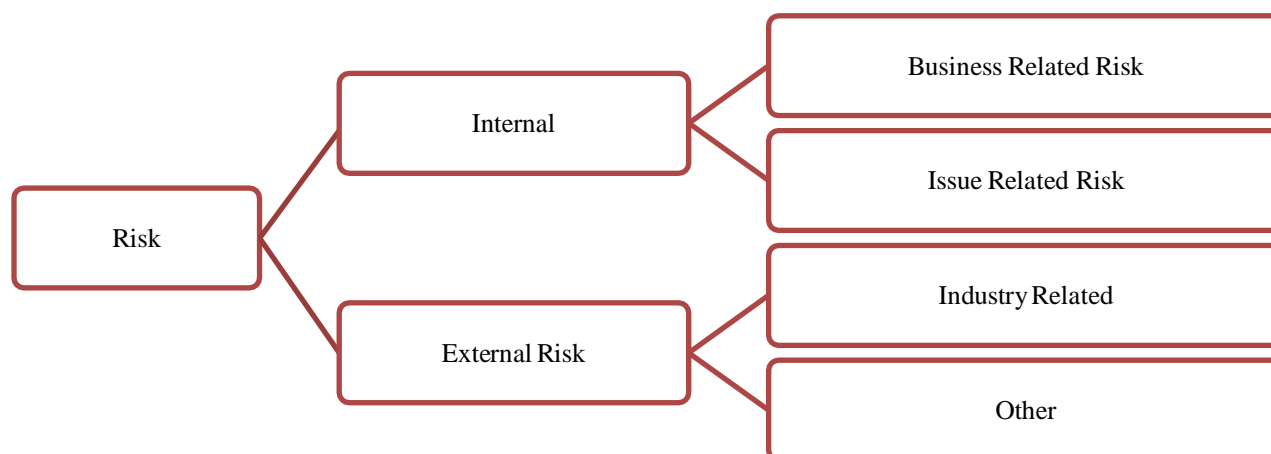 Risk
Internal
External Risk
Business Related Risk
Issue Related Risk
Industry Related
Other